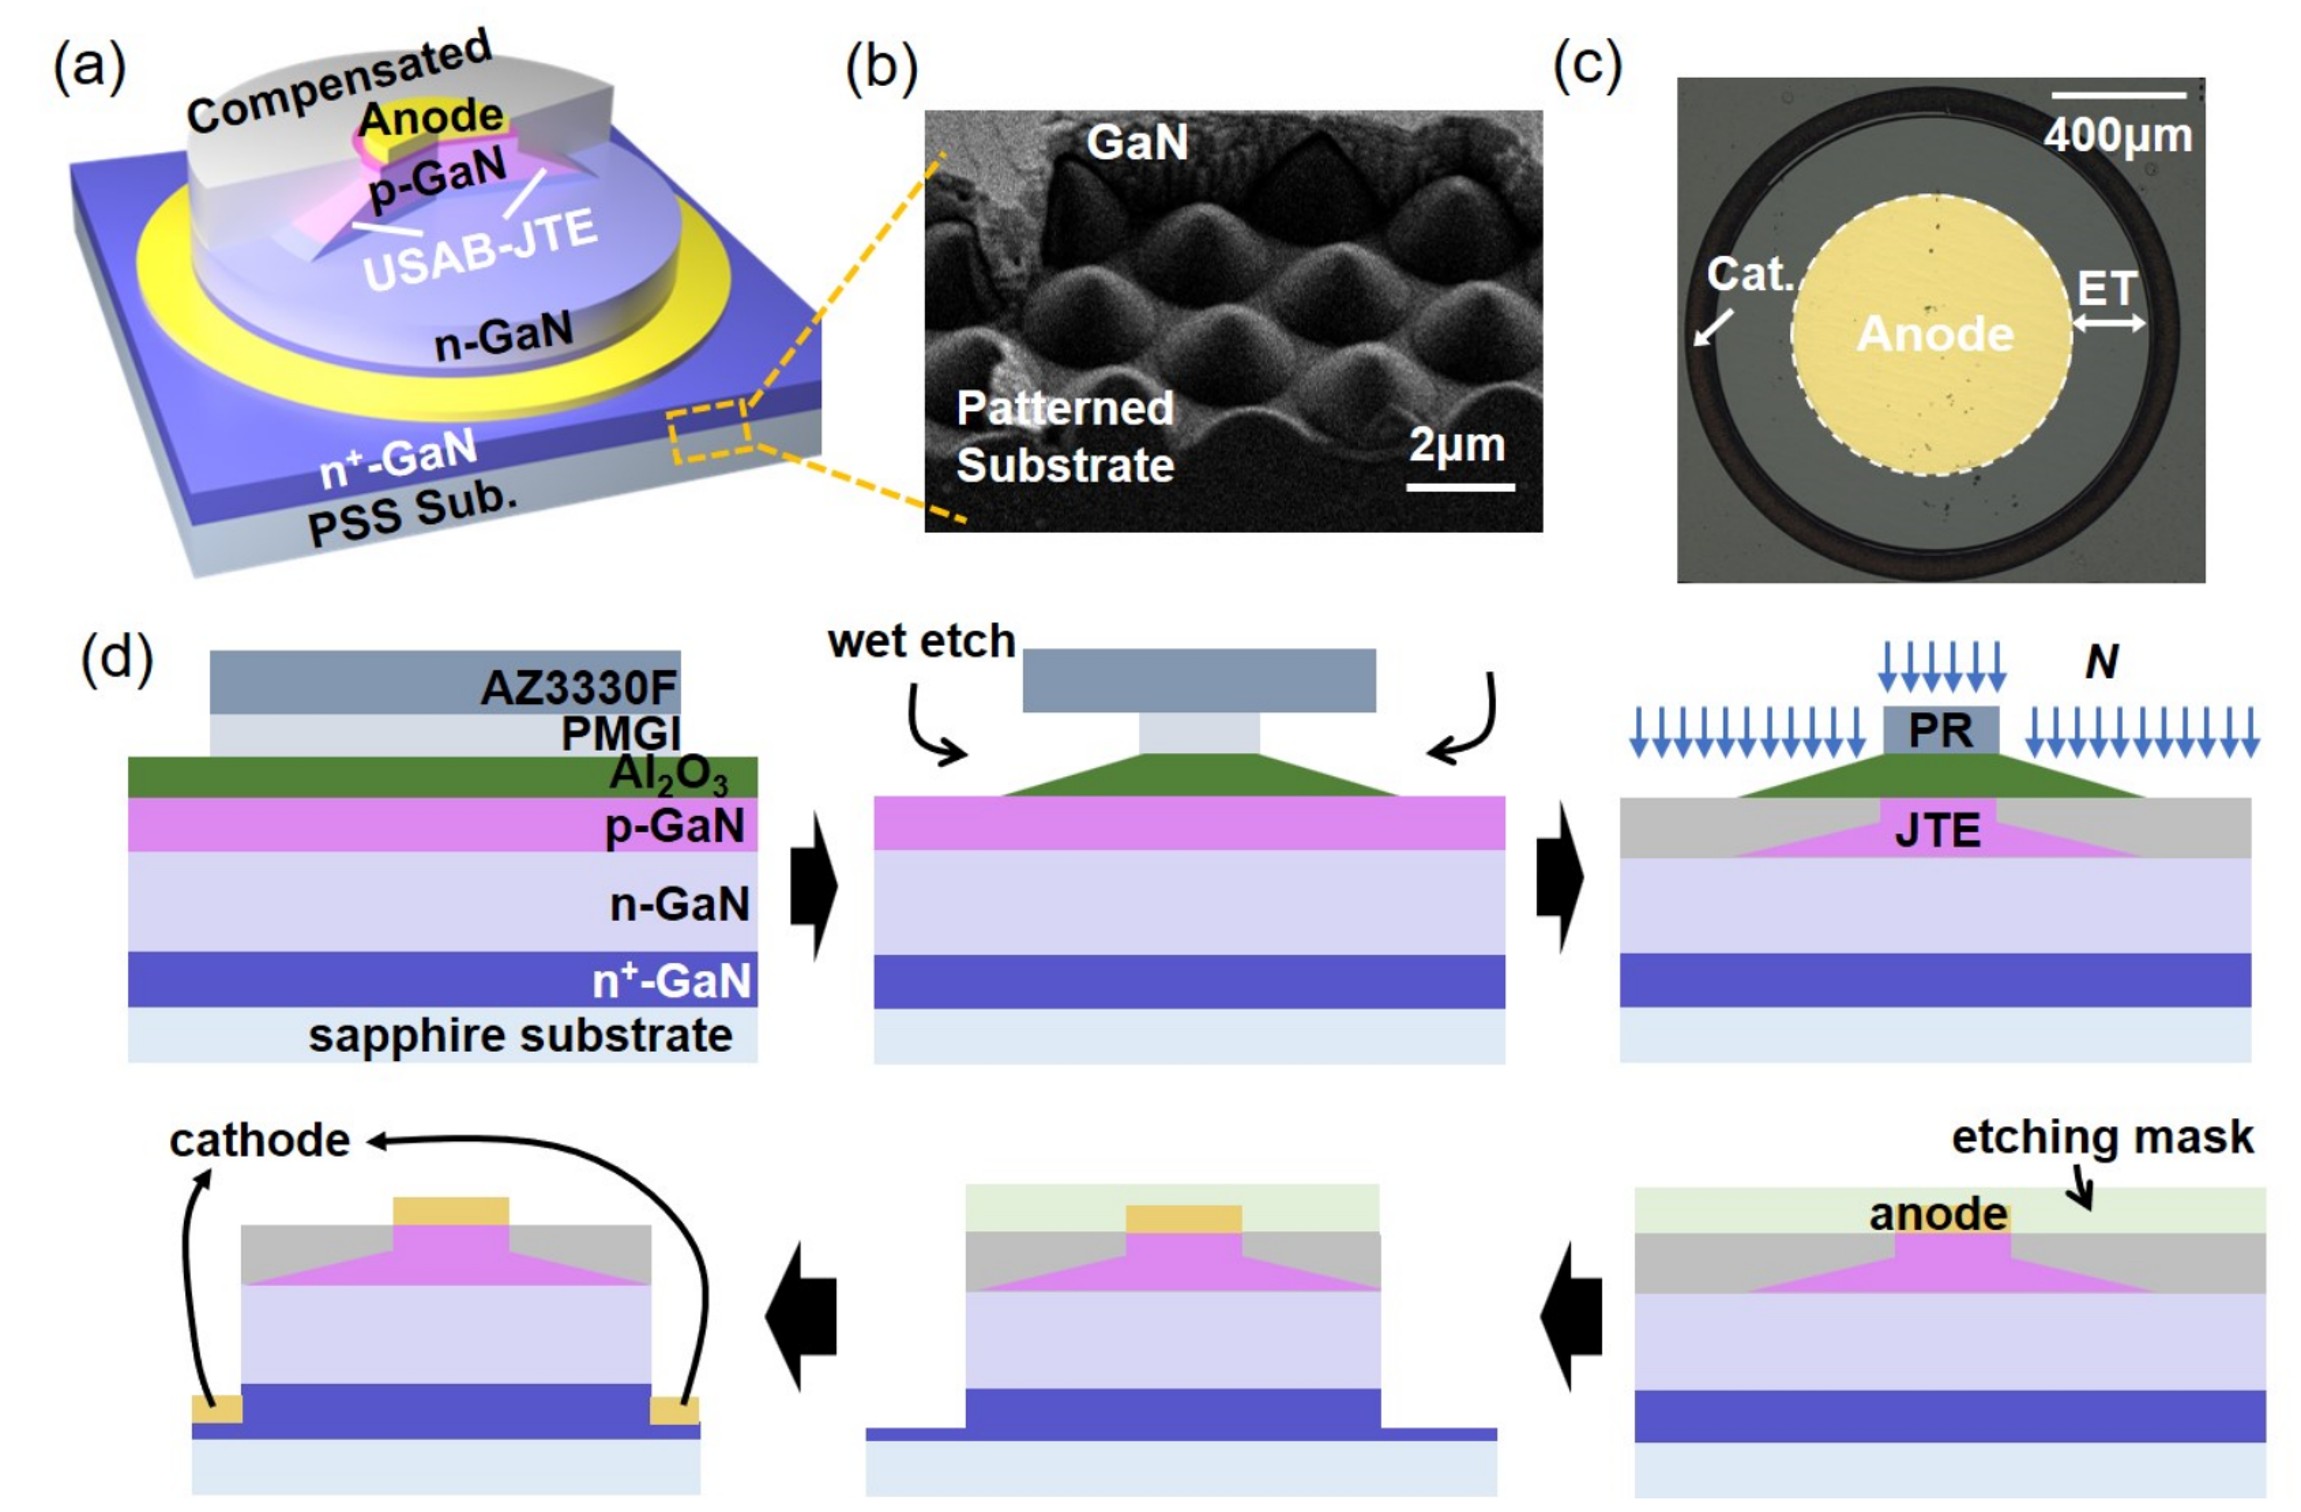 (a)
Compensated
Anode
p-GaN
USAB-JTE
n-GaN
n⁺-GaN
PSS Sub.
(b)
GaN
Patterned
Substrate
2μm
(c)
400μm
Cat.
ET
Anode
(d)
AZ3330F
PMGI
Al₂O₃
p-GaN
n-GaN
n⁺-GaN
sapphire substrate
wet etch
N
PR
JTE
cathode
etching mask
anode